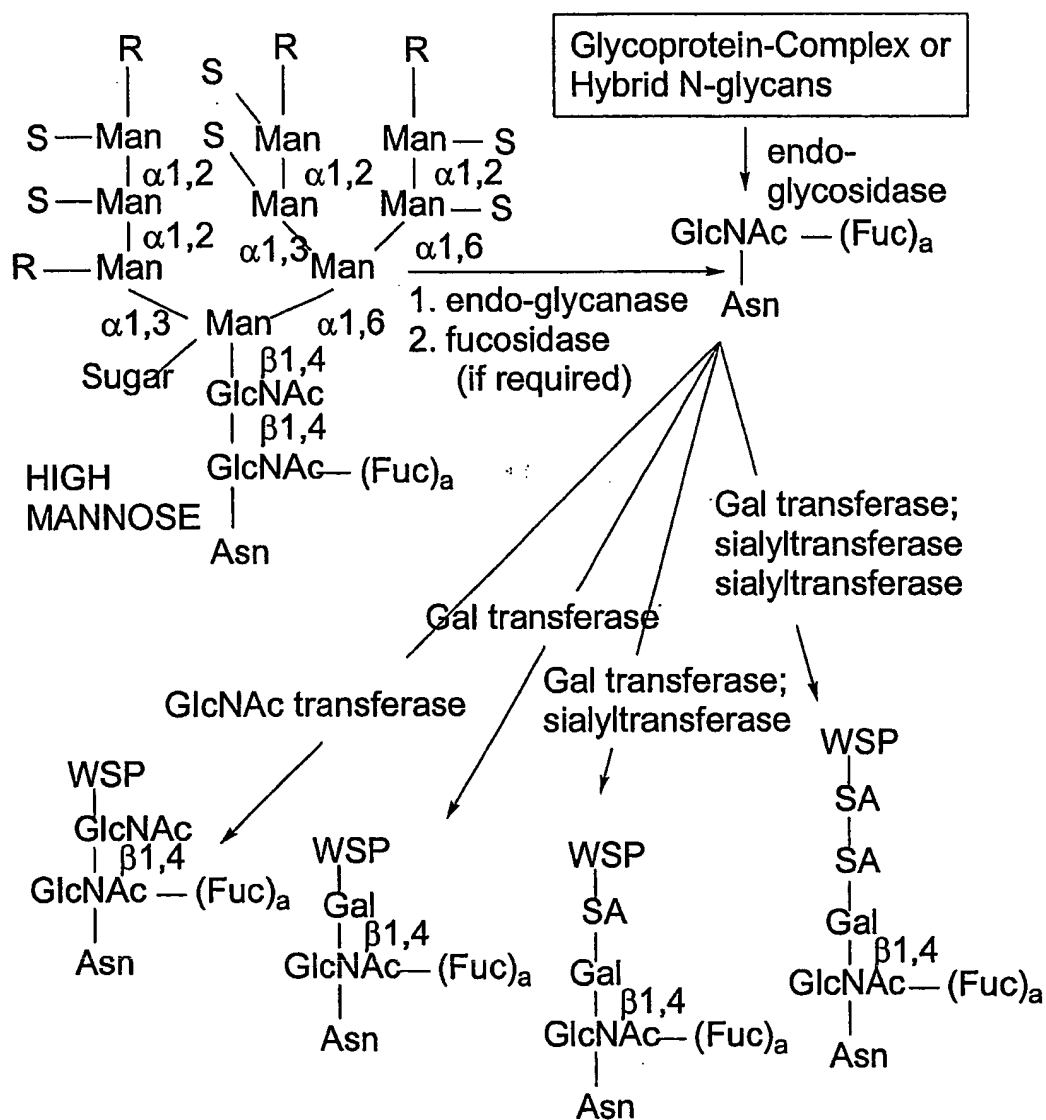 R
S
R
R
Glycoprotein-Complex or
Hybrid N-glycans
S—Man
S
Man
Man—S
α1,2
α1,2
α1,2
endo-
glycosidase
S—Man
Man
Man—S
α1,2
GlcNAc—(Fuc)a
R—Man
α1,3
Man
α1,6
Asn
α1,3
Man
α1,6
1. endo-glycanase
2. fucosidase
(if required)
Sugar
β1,4
GlcNAc
β1,4
GlcNAc—(Fuc)a
HIGH
MANNOSE
Asn
Gal transferase;
sialyltransferase
sialyltransferase
Gal transferase
GlcNAc transferase
Gal transferase;
sialyltransferase
WSP
GlcNAc
β1,4
GlcNAc—(Fuc)a
Asn
WSP
Gal
β1,4
GlcNAc—(Fuc)a
Asn
WSP
SA
Gal
β1,4
GlcNAc—(Fuc)a
Asn
WSP
SA
SA
Gal
β1,4
GlcNAc—(Fuc)a
Asn